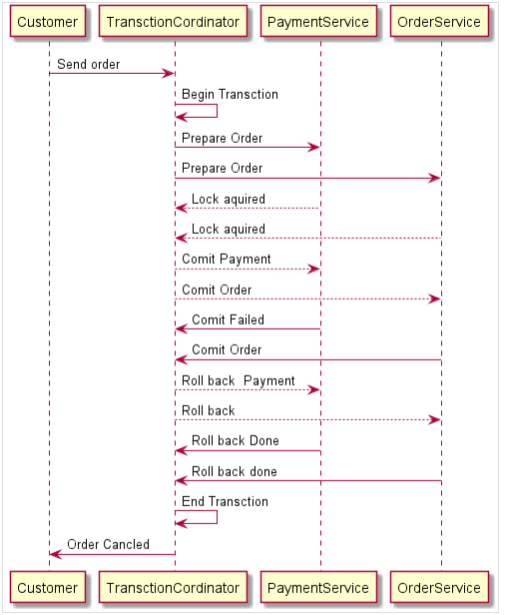 Customer
TransctionCordinator
PaymentService
OrderService
Send order
Begin Transction
Prepare Order
Prepare Order
Lock aquired
Lock aquired
Comit Payment
Comit Order
Comit Failed
Comit Order
Roll back  Payment
Roll back
Roll back Done
Roll back done
End Transction
Order Cancled
Customer
TransctionCordinator
PaymentService
OrderService